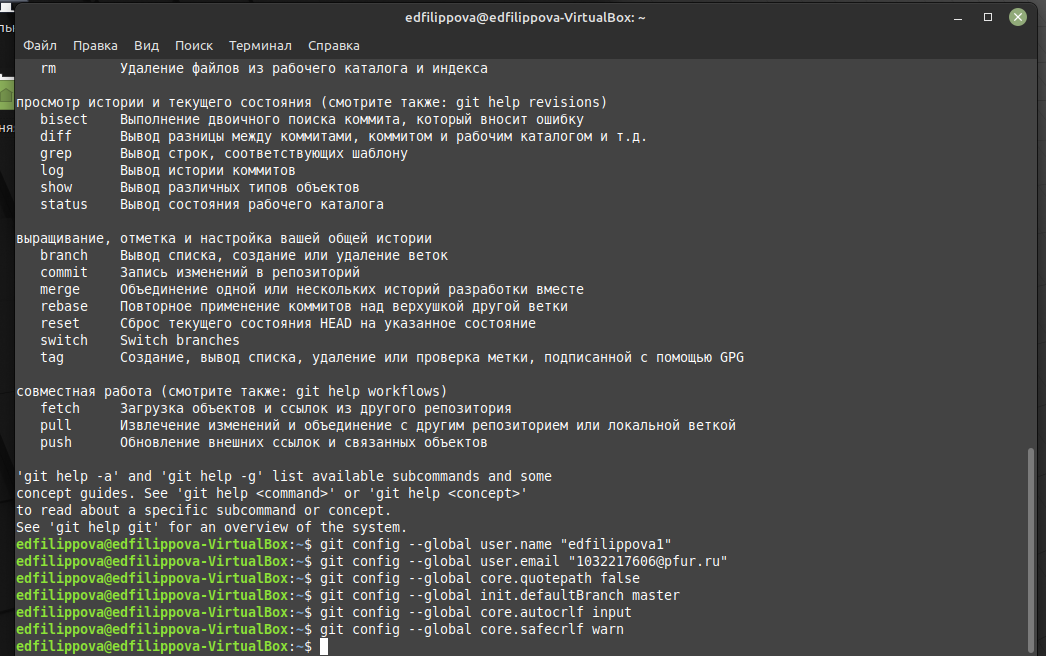 edfilippova@edfilippova-VirtualBox: ~
Файл Правка Вид Поиск Терминал Справка
rm Удаление файлов из рабочего каталога и индекса
просмотр истории и текущего состояния (смотрите также: git help revisions)
bisect Выполнение двоичного поиска коммита, который вносит ошибку
diff Вывод разницы между коммитами, коммитом и рабочим каталогом и т.д.
grep Вывод строк, соответствующих шаблону
log Вывод истории коммитов
show Вывод различных типов объектов
status Вывод состояния рабочего каталога
выращивание, отметка и настройка вашей общей истории
branch Вывод списка, создание или удаление веток
commit Запись изменений в репозиторий
merge Объединение одной или нескольких историй разработки вместе
rebase Повторное применение коммитов над верхушкой другой ветки
reset Сброс текущего состояния HEAD на указанное состояние
switch Switch branches
tag Создание, вывод списка, удаление или проверка метки, подписанной с помощью GPG
совместная работа (смотрите также: git help workflows)
fetch Загрузка объектов и ссылок из другого репозитория
pull Извлечение изменений и объединение с другим репозиторием или локальной веткой
push Обновление внешних ссылок и связанных объектов
'git help -a' and 'git help -g' list available subcommands and some
concept guides. See 'git help <command>' or 'git help <concept>'
to read about a specific subcommand or concept.
See 'git help git' for an overview of the system.
edfilippova@edfilippova-VirtualBox:~$ git config --global user.name "edfilippova1"
edfilippova@edfilippova-VirtualBox:~$ git config --global user.email "1032217606@pfur.ru"
edfilippova@edfilippova-VirtualBox:~$ git config --global core.quotepath false
edfilippova@edfilippova-VirtualBox:~$ git config --global init.defaultBranch master
edfilippova@edfilippova-VirtualBox:~$ git config --global core.autocrlf input
edfilippova@edfilippova-VirtualBox:~$ git config --global core.safecrlf warn
edfilippova@edfilippova-VirtualBox:~$